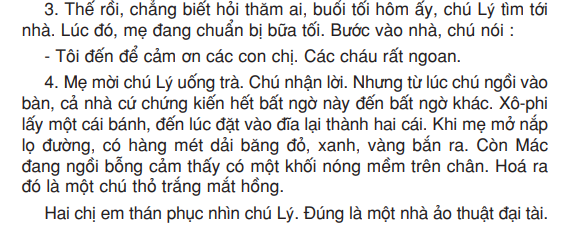 3. Thế rồi, chẳng biết hỏi thăm ai, buổi tối hôm ấy, chú Lý tìm tới
nhà. Lúc đó, mẹ đang chuẩn bị bữa tối. Bước vào nhà, chú nói :
- Tôi đến để cảm ơn các con chị. Các cháu rất ngoan.
4. Mẹ mời chú Lý uống trà. Chú nhận lời. Nhưng từ lúc chú ngồi vào
bàn, cả nhà cứ chứng kiến hết bất ngờ này đến bất ngờ khác. Xô-phi
lấy một cái bánh, đến lúc đặt vào đĩa lại thành hai cái. Khi mẹ mở nắp
lọ đường, có hàng mét dải băng đỏ, xanh, vàng bắn ra. Còn Mác
đang ngồi bỗng cảm thấy có một khối nóng mềm trên chân. Hoá ra
đó là một chú thỏ trắng mắt hồng.
Hai chị em thán phục nhìn chú Lý. Đúng là một nhà ảo thuật đại tài.